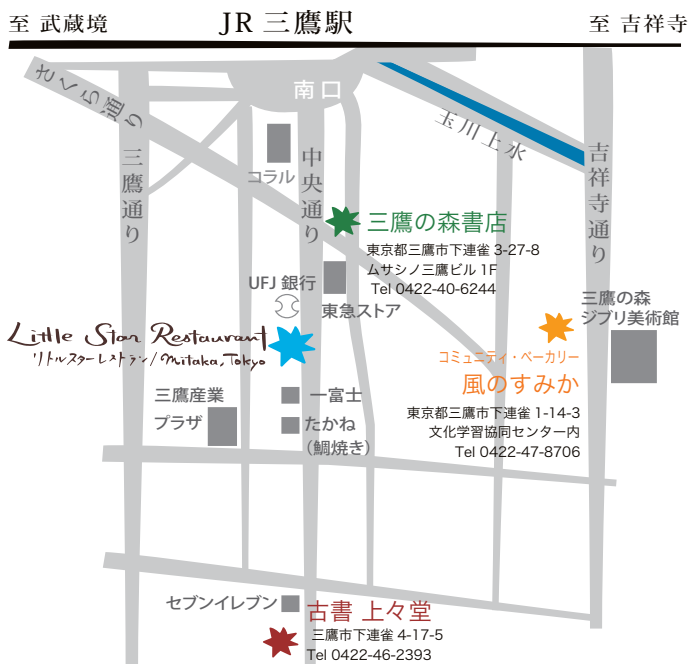 至 武蔵境
JR 三鷹駅
至 吉祥寺
さくら通り
南口
玉川上水
三鷹通り
コラル
中央通り
吉祥寺通り
三鷹の森書店
東京都三鷹市下連雀 3-27-8
ムサシノ三鷹ビル 1F
Tel 0422-40-6244
UFJ 銀行
東急ストア
三鷹の森
ジブリ美術館
Little Star Restaurant
リトルスターレストラン/Mitaka,Tokyo
コミュニティ・ベーカリー
風のすみか
東京都三鷹市下連雀 1-14-3
文化学習協同センター内
Tel 0422-47-8706
三鷹産業
プラザ
一富士
たかね
(鯛焼き)
セブンイレブン
古書 上々堂
三鷹市下連雀 4-17-5
Tel 0422-46-2393